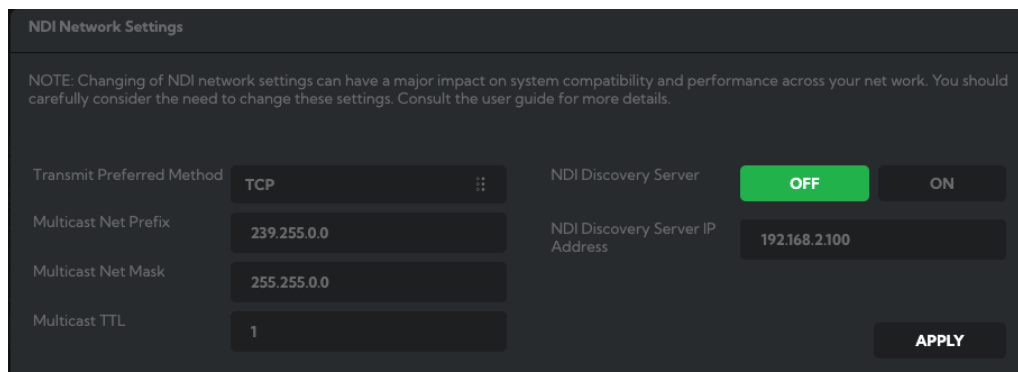 NDI Network Settings
NOTE: Changing of NDI network settings can have a major impact on system compatibility and performance across your net work. You should
carefully consider the need to change these settings. Consult the user guide for more details.
Transmit Preferred Method
TCP
Multicast Net Prefix
239.255.0.0
Multicast Net Mask
255.255.0.0
Multicast TTL
1
NDI Discovery Server
OFF
ON
NDI Discovery Server IP
Address
192.168.2.100
APPLY